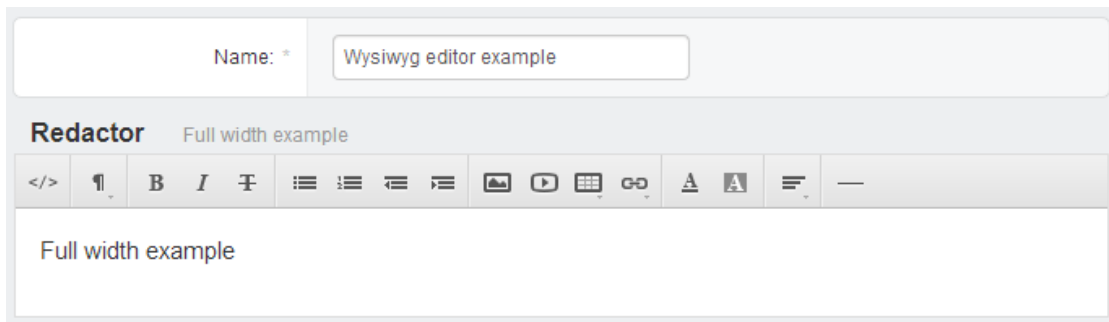 Name: *
Wysiwyg editor example
Redactor Full width example
</> ¶ B I T A A
Full width example